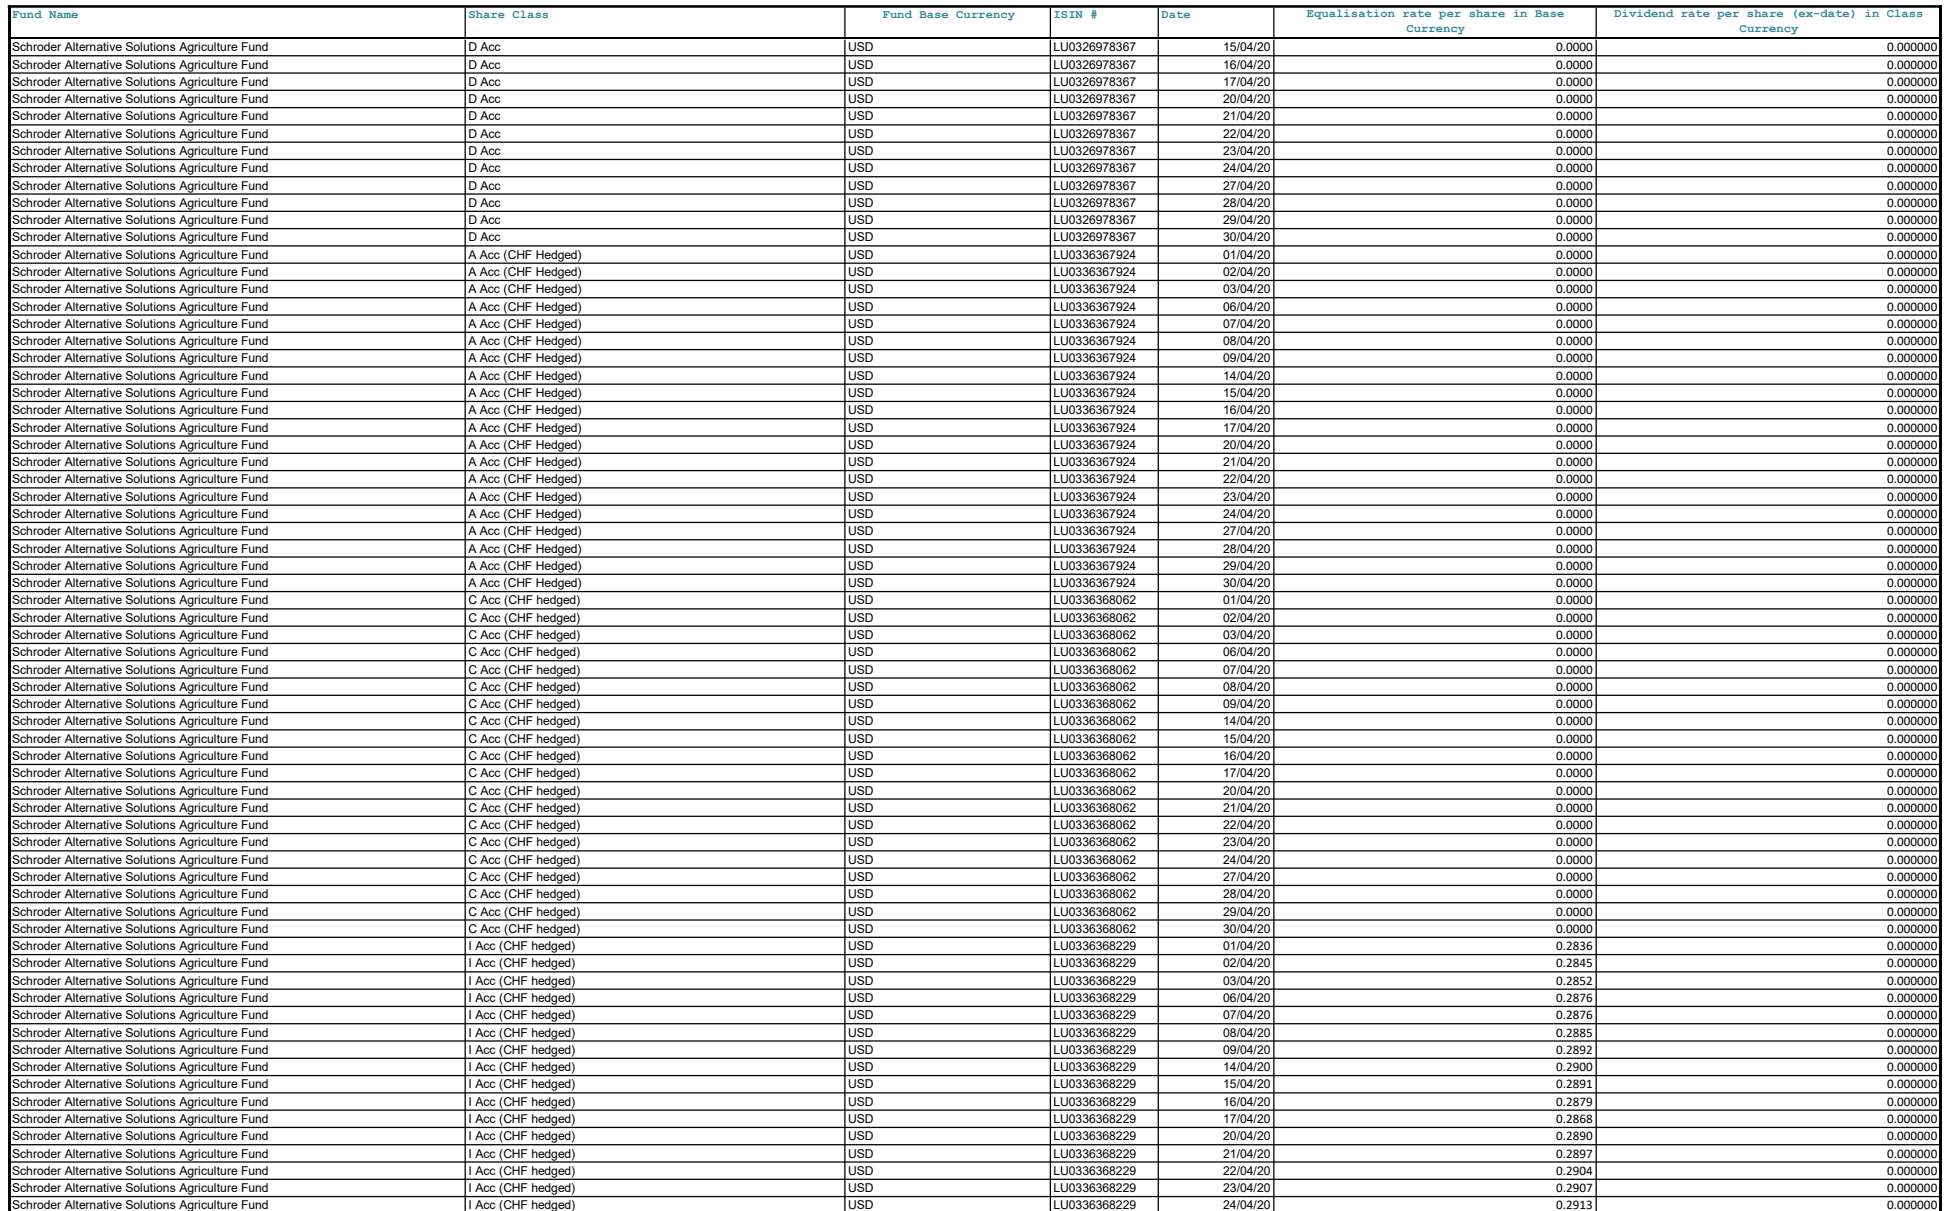 Fund Name Share Class Fund Base Currency ISIN # Date Equalisation rate per share in Base Currency Dividend rate per share (ex-date) in Class Currency
Schroder Alternative Solutions Agriculture Fund D Acc USD LU0326978367 15/04/20 0.0000 0.000000
Schroder Alternative Solutions Agriculture Fund D Acc USD LU0326978367 16/04/20 0.0000 0.000000
Schroder Alternative Solutions Agriculture Fund D Acc USD LU0326978367 17/04/20 0.0000 0.000000
Schroder Alternative Solutions Agriculture Fund D Acc USD LU0326978367 20/04/20 0.0000 0.000000
Schroder Alternative Solutions Agriculture Fund D Acc USD LU0326978367 21/04/20 0.0000 0.000000
Schroder Alternative Solutions Agriculture Fund D Acc USD LU0326978367 22/04/20 0.0000 0.000000
Schroder Alternative Solutions Agriculture Fund D Acc USD LU0326978367 23/04/20 0.0000 0.000000
Schroder Alternative Solutions Agriculture Fund D Acc USD LU0326978367 24/04/20 0.0000 0.000000
Schroder Alternative Solutions Agriculture Fund D Acc USD LU0326978367 27/04/20 0.0000 0.000000
Schroder Alternative Solutions Agriculture Fund D Acc USD LU0326978367 28/04/20 0.0000 0.000000
Schroder Alternative Solutions Agriculture Fund D Acc USD LU0326978367 29/04/20 0.0000 0.000000
Schroder Alternative Solutions Agriculture Fund D Acc USD LU0326978367 30/04/20 0.0000 0.000000
Schroder Alternative Solutions Agriculture Fund A Acc (CHF Hedged) USD LU0336367924 01/04/20 0.0000 0.000000
Schroder Alternative Solutions Agriculture Fund A Acc (CHF Hedged) USD LU0336367924 02/04/20 0.0000 0.000000
Schroder Alternative Solutions Agriculture Fund A Acc (CHF Hedged) USD LU0336367924 03/04/20 0.0000 0.000000
Schroder Alternative Solutions Agriculture Fund A Acc (CHF Hedged) USD LU0336367924 06/04/20 0.0000 0.000000
Schroder Alternative Solutions Agriculture Fund A Acc (CHF Hedged) USD LU0336367924 07/04/20 0.0000 0.000000
Schroder Alternative Solutions Agriculture Fund A Acc (CHF Hedged) USD LU0336367924 08/04/20 0.0000 0.000000
Schroder Alternative Solutions Agriculture Fund A Acc (CHF Hedged) USD LU0336367924 09/04/20 0.0000 0.000000
Schroder Alternative Solutions Agriculture Fund A Acc (CHF Hedged) USD LU0336367924 14/04/20 0.0000 0.000000
Schroder Alternative Solutions Agriculture Fund A Acc (CHF Hedged) USD LU0336367924 15/04/20 0.0000 0.000000
Schroder Alternative Solutions Agriculture Fund A Acc (CHF Hedged) USD LU0336367924 16/04/20 0.0000 0.000000
Schroder Alternative Solutions Agriculture Fund A Acc (CHF Hedged) USD LU0336367924 17/04/20 0.0000 0.000000
Schroder Alternative Solutions Agriculture Fund A Acc (CHF Hedged) USD LU0336367924 20/04/20 0.0000 0.000000
Schroder Alternative Solutions Agriculture Fund A Acc (CHF Hedged) USD LU0336367924 21/04/20 0.0000 0.000000
Schroder Alternative Solutions Agriculture Fund A Acc (CHF Hedged) USD LU0336367924 22/04/20 0.0000 0.000000
Schroder Alternative Solutions Agriculture Fund A Acc (CHF Hedged) USD LU0336367924 23/04/20 0.0000 0.000000
Schroder Alternative Solutions Agriculture Fund A Acc (CHF Hedged) USD LU0336367924 24/04/20 0.0000 0.000000
Schroder Alternative Solutions Agriculture Fund A Acc (CHF Hedged) USD LU0336367924 27/04/20 0.0000 0.000000
Schroder Alternative Solutions Agriculture Fund A Acc (CHF Hedged) USD LU0336367924 28/04/20 0.0000 0.000000
Schroder Alternative Solutions Agriculture Fund A Acc (CHF Hedged) USD LU0336367924 29/04/20 0.0000 0.000000
Schroder Alternative Solutions Agriculture Fund A Acc (CHF Hedged) USD LU0336367924 30/04/20 0.0000 0.000000
Schroder Alternative Solutions Agriculture Fund C Acc (CHF hedged) USD LU0336368062 01/04/20 0.0000 0.000000
Schroder Alternative Solutions Agriculture Fund C Acc (CHF hedged) USD LU0336368062 02/04/20 0.0000 0.000000
Schroder Alternative Solutions Agriculture Fund C Acc (CHF hedged) USD LU0336368062 03/04/20 0.0000 0.000000
Schroder Alternative Solutions Agriculture Fund C Acc (CHF hedged) USD LU0336368062 06/04/20 0.0000 0.000000
Schroder Alternative Solutions Agriculture Fund C Acc (CHF hedged) USD LU0336368062 07/04/20 0.0000 0.000000
Schroder Alternative Solutions Agriculture Fund C Acc (CHF hedged) USD LU0336368062 08/04/20 0.0000 0.000000
Schroder Alternative Solutions Agriculture Fund C Acc (CHF hedged) USD LU0336368062 09/04/20 0.0000 0.000000
Schroder Alternative Solutions Agriculture Fund C Acc (CHF hedged) USD LU0336368062 14/04/20 0.0000 0.000000
Schroder Alternative Solutions Agriculture Fund C Acc (CHF hedged) USD LU0336368062 15/04/20 0.0000 0.000000
Schroder Alternative Solutions Agriculture Fund C Acc (CHF hedged) USD LU0336368062 16/04/20 0.0000 0.000000
Schroder Alternative Solutions Agriculture Fund C Acc (CHF hedged) USD LU0336368062 17/04/20 0.0000 0.000000
Schroder Alternative Solutions Agriculture Fund C Acc (CHF hedged) USD LU0336368062 20/04/20 0.0000 0.000000
Schroder Alternative Solutions Agriculture Fund C Acc (CHF hedged) USD LU0336368062 21/04/20 0.0000 0.000000
Schroder Alternative Solutions Agriculture Fund C Acc (CHF hedged) USD LU0336368062 22/04/20 0.0000 0.000000
Schroder Alternative Solutions Agriculture Fund C Acc (CHF hedged) USD LU0336368062 23/04/20 0.0000 0.000000
Schroder Alternative Solutions Agriculture Fund C Acc (CHF hedged) USD LU0336368062 24/04/20 0.0000 0.000000
Schroder Alternative Solutions Agriculture Fund C Acc (CHF hedged) USD LU0336368062 27/04/20 0.0000 0.000000
Schroder Alternative Solutions Agriculture Fund C Acc (CHF hedged) USD LU0336368062 28/04/20 0.0000 0.000000
Schroder Alternative Solutions Agriculture Fund C Acc (CHF hedged) USD LU0336368062 29/04/20 0.0000 0.000000
Schroder Alternative Solutions Agriculture Fund C Acc (CHF hedged) USD LU0336368062 30/04/20 0.0000 0.000000
Schroder Alternative Solutions Agriculture Fund I Acc (CHF hedged) USD LU0336368229 01/04/20 0.2836 0.000000
Schroder Alternative Solutions Agriculture Fund I Acc (CHF hedged) USD LU0336368229 02/04/20 0.2845 0.000000
Schroder Alternative Solutions Agriculture Fund I Acc (CHF hedged) USD LU0336368229 03/04/20 0.2852 0.000000
Schroder Alternative Solutions Agriculture Fund I Acc (CHF hedged) USD LU0336368229 06/04/20 0.2876 0.000000
Schroder Alternative Solutions Agriculture Fund I Acc (CHF hedged) USD LU0336368229 07/04/20 0.2876 0.000000
Schroder Alternative Solutions Agriculture Fund I Acc (CHF hedged) USD LU0336368229 08/04/20 0.2885 0.000000
Schroder Alternative Solutions Agriculture Fund I Acc (CHF hedged) USD LU0336368229 09/04/20 0.2892 0.000000
Schroder Alternative Solutions Agriculture Fund I Acc (CHF hedged) USD LU0336368229 14/04/20 0.2900 0.000000
Schroder Alternative Solutions Agriculture Fund I Acc (CHF hedged) USD LU0336368229 15/04/20 0.2891 0.000000
Schroder Alternative Solutions Agriculture Fund I Acc (CHF hedged) USD LU0336368229 16/04/20 0.2879 0.000000
Schroder Alternative Solutions Agriculture Fund I Acc (CHF hedged) USD LU0336368229 17/04/20 0.2868 0.000000
Schroder Alternative Solutions Agriculture Fund I Acc (CHF hedged) USD LU0336368229 20/04/20 0.2890 0.000000
Schroder Alternative Solutions Agriculture Fund I Acc (CHF hedged) USD LU0336368229 21/04/20 0.2897 0.000000
Schroder Alternative Solutions Agriculture Fund I Acc (CHF hedged) USD LU0336368229 22/04/20 0.2904 0.000000
Schroder Alternative Solutions Agriculture Fund I Acc (CHF hedged) USD LU0336368229 23/04/20 0.2907 0.000000
Schroder Alternative Solutions Agriculture Fund I Acc (CHF hedged) USD LU0336368229 24/04/20 0.2913 0.000000